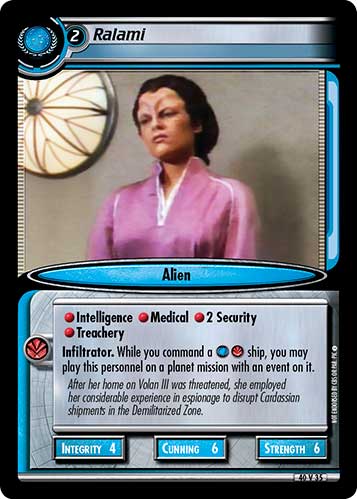 2 Ralami
Alien
Intelligence Medical 2 Security
Treachery
Infiltrator. While you command a ship, you may
play this personnel on a planet mission with an event on it.
After her home on Volan III was threatened, she employed
her considerable experience in espionage to disrupt Cardassian
shipments in the Demilitarized Zone.
INTEGRITY 4 CUNNING 6 STRENGTH 6
40 V 35